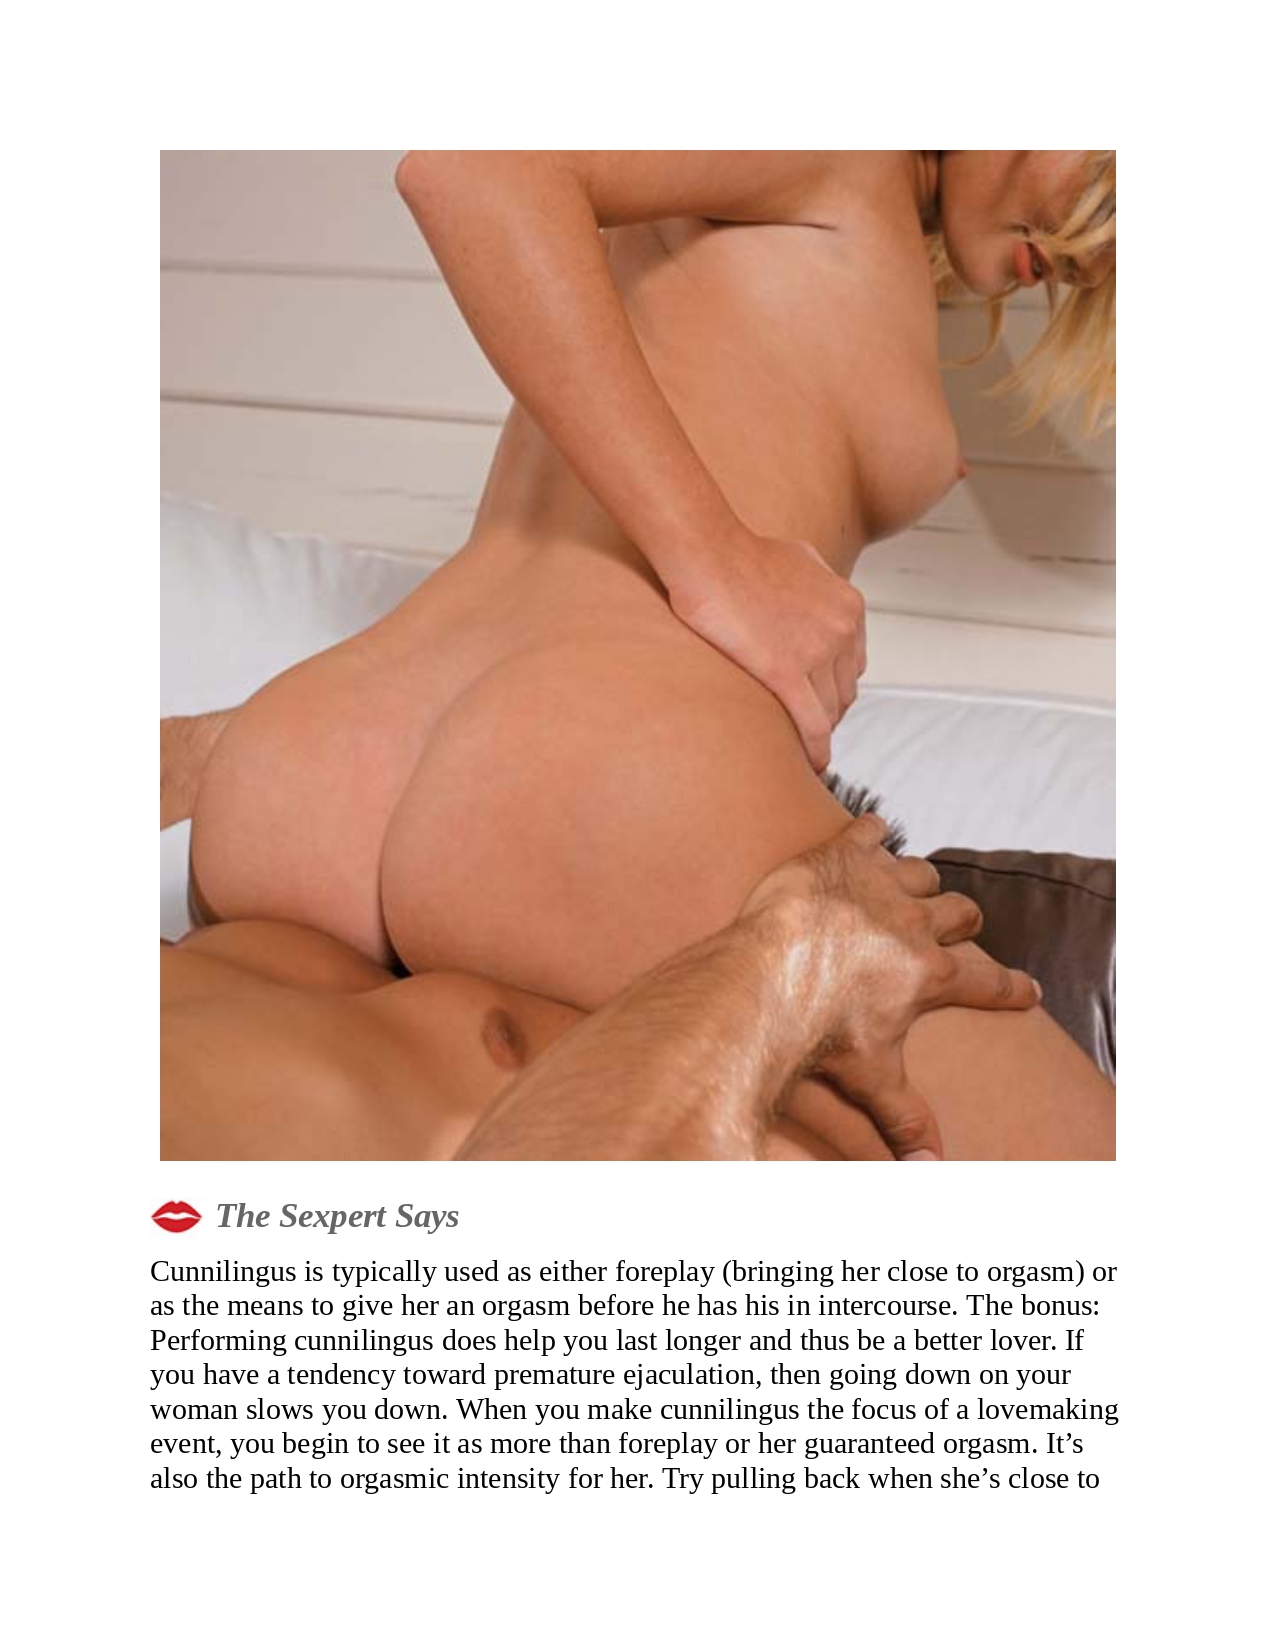 The Sexpert Says
Cunnilingus is typically used as either foreplay (bringing her close to orgasm) or
as the means to give her an orgasm before he has his in intercourse. The bonus:
Performing cunnilingus does help you last longer and thus be a better lover. If
you have a tendency toward premature ejaculation, then going down on your
woman slows you down. When you make cunnilingus the focus of a lovemaking
event, you begin to see it as more than foreplay or her guaranteed orgasm. It’s
also the path to orgasmic intensity for her. Try pulling back when she’s close to